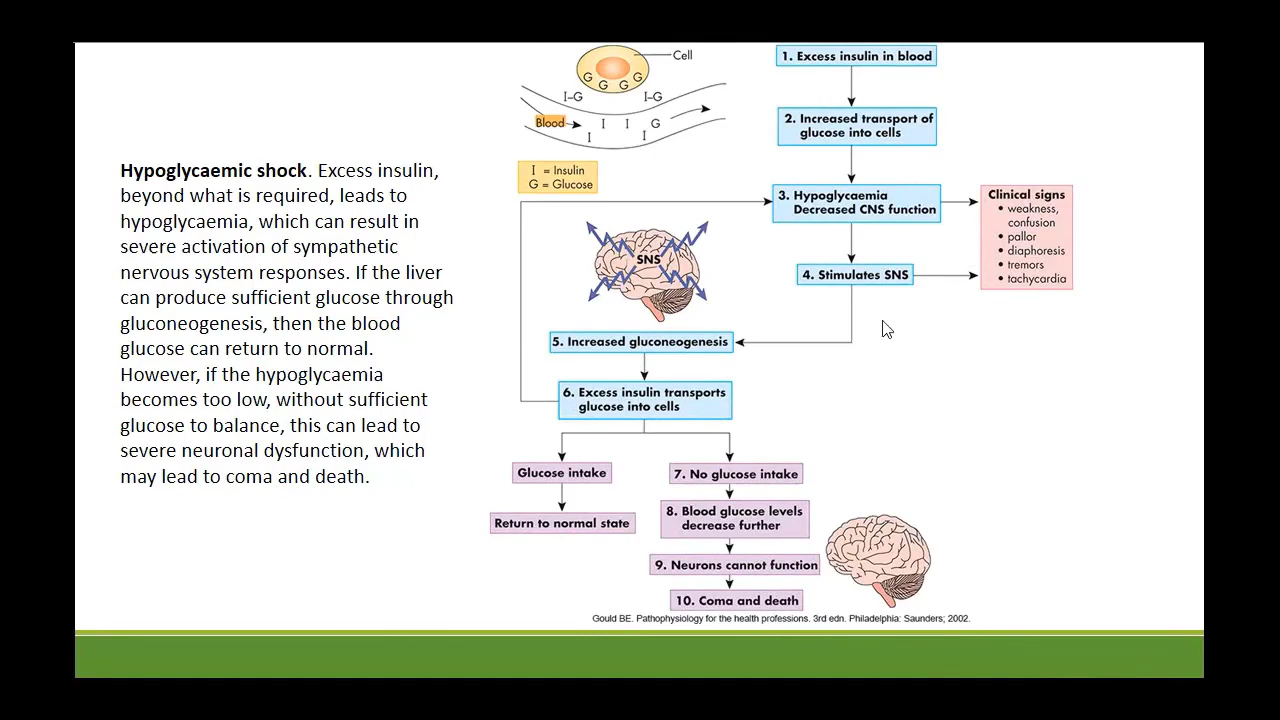 Hypoglycaemic shock. Excess insulin,
beyond what is required, leads to
hypoglycaemia, which can result in
severe activation of sympathetic
nervous system responses. If the liver
can produce sufficient glucose through
gluconeogenesis, then the blood
glucose can return to normal.
However, if the hypoglycaemia
becomes too low, without sufficient
glucose to balance, this can lead to
severe neuronal dysfunction, which
may lead to coma and death.
Cell
G G G G
I–G I–G
Blood I I G
I I
I = Insulin
G = Glucose
1. Excess insulin in blood
2. Increased transport of
glucose into cells
3. Hypoglycaemia
Decreased CNS function
Clinical signs
• weakness,
confusion
• pallor
• diaphoresis
• tremors
• tachycardia
SNS
4. Stimulates SNS
5. Increased gluconeogenesis
6. Excess insulin transports
glucose into cells
Glucose intake
Return to normal state
7. No glucose intake
8. Blood glucose levels
decrease further
9. Neurons cannot function
10. Coma and death
Gould BE. Pathophysiology for the health professions. 3rd edn. Philadelphia: Saunders; 2002.